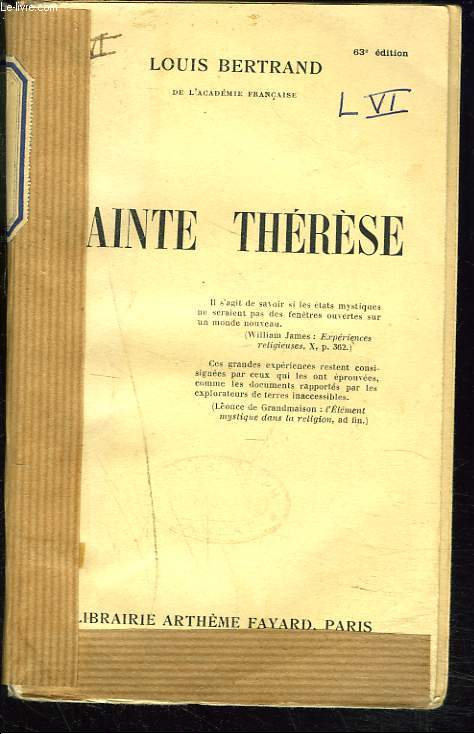 Le-livre.com
VI
63e édition
LOUIS BERTRAND
DE L'ACADÉMIE FRANÇAISE
L VI
AINTE THÉRÈSE
Il s'agit de savoir si les états mystiques
ne seraient pas des fenêtres ouvertes sur
un monde nouveau.
(William James : Expériences
religieuses, X, p. 362.)
Ces grandes expériences restent consi-
signées par ceux qui les ont éprouvées,
comme les documents rapportés par les
explorateurs de terres inaccessibles.
(Léonce de Grandmaison : l'Élément
mystique dans la religion, ad fin.)
LIBRAIRIE ARTHÈME FAYARD, PARIS